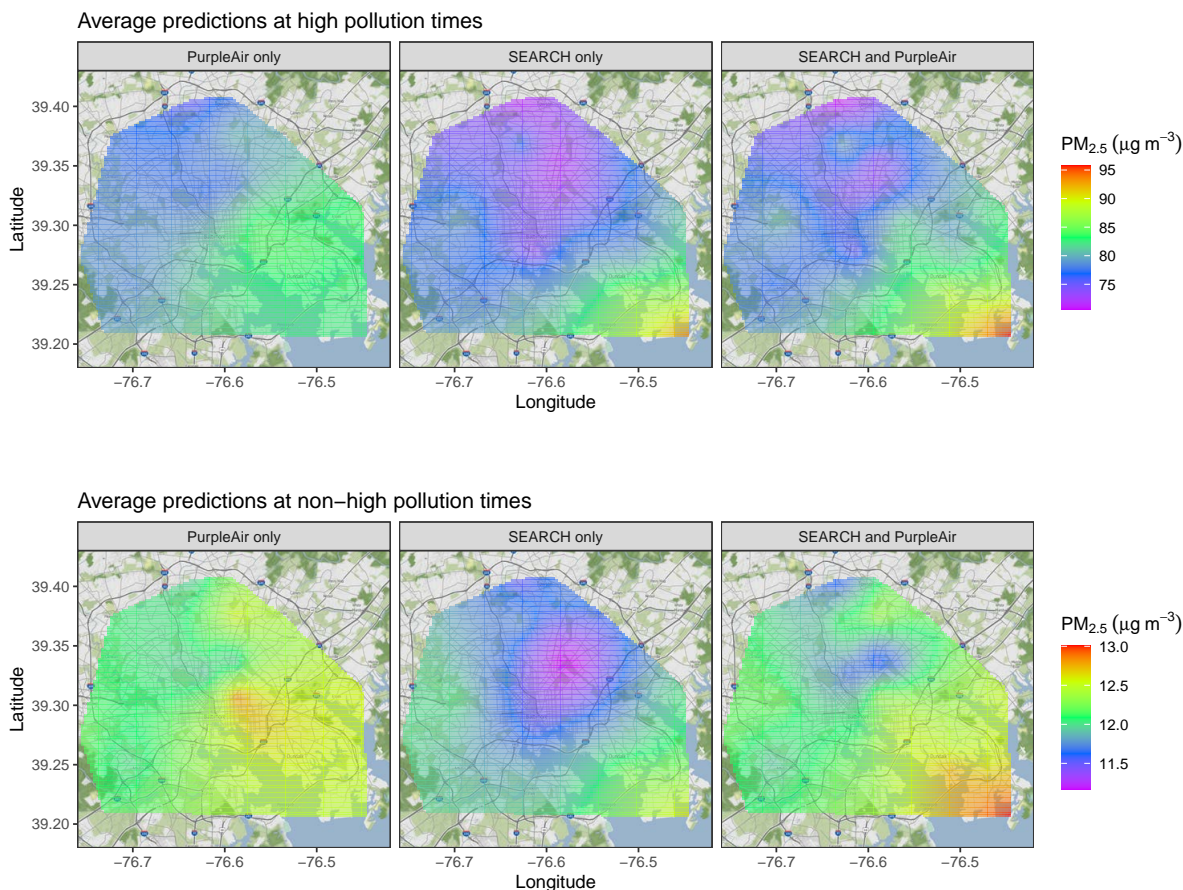 Average predictions at high pollution times
PurpleAir only
SEARCH only
SEARCH and PurpleAir
39.40
39.35
39.30
39.25
39.20
Latitude
−76.7 −76.6 −76.5
−76.7 −76.6 −76.5
−76.7 −76.6 −76.5
Longitude
PM2.5 (μg m−3)
95
90
85
80
75
Average predictions at non−high pollution times
PurpleAir only
SEARCH only
SEARCH and PurpleAir
39.40
39.35
39.30
39.25
39.20
Latitude
−76.7 −76.6 −76.5
−76.7 −76.6 −76.5
−76.7 −76.6 −76.5
Longitude
PM2.5 (μg m−3)
13.0
12.5
12.0
11.5